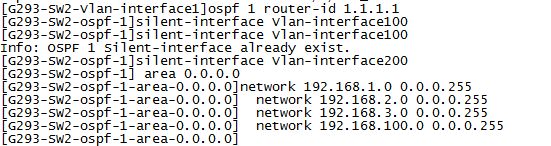 [G293-SW2-Vlan-interface1]ospf 1 router-id 1.1.1.1
[G293-SW2-ospf-1]silent-interface Vlan-interface100
[G293-SW2-ospf-1]silent-interface Vlan-interface100
Info: OSPF 1 Silent-interface already exist.
[G293-SW2-ospf-1]silent-interface Vlan-interface200
[G293-SW2-ospf-1] area 0.0.0.0
[G293-SW2-ospf-1-area-0.0.0.0]network 192.168.1.0 0.0.0.255
[G293-SW2-ospf-1-area-0.0.0.0]  network 192.168.2.0 0.0.0.255
[G293-SW2-ospf-1-area-0.0.0.0]  network 192.168.3.0 0.0.0.255
[G293-SW2-ospf-1-area-0.0.0.0]  network 192.168.100.0 0.0.0.255
[G293-SW2-ospf-1-area-0.0.0.0]